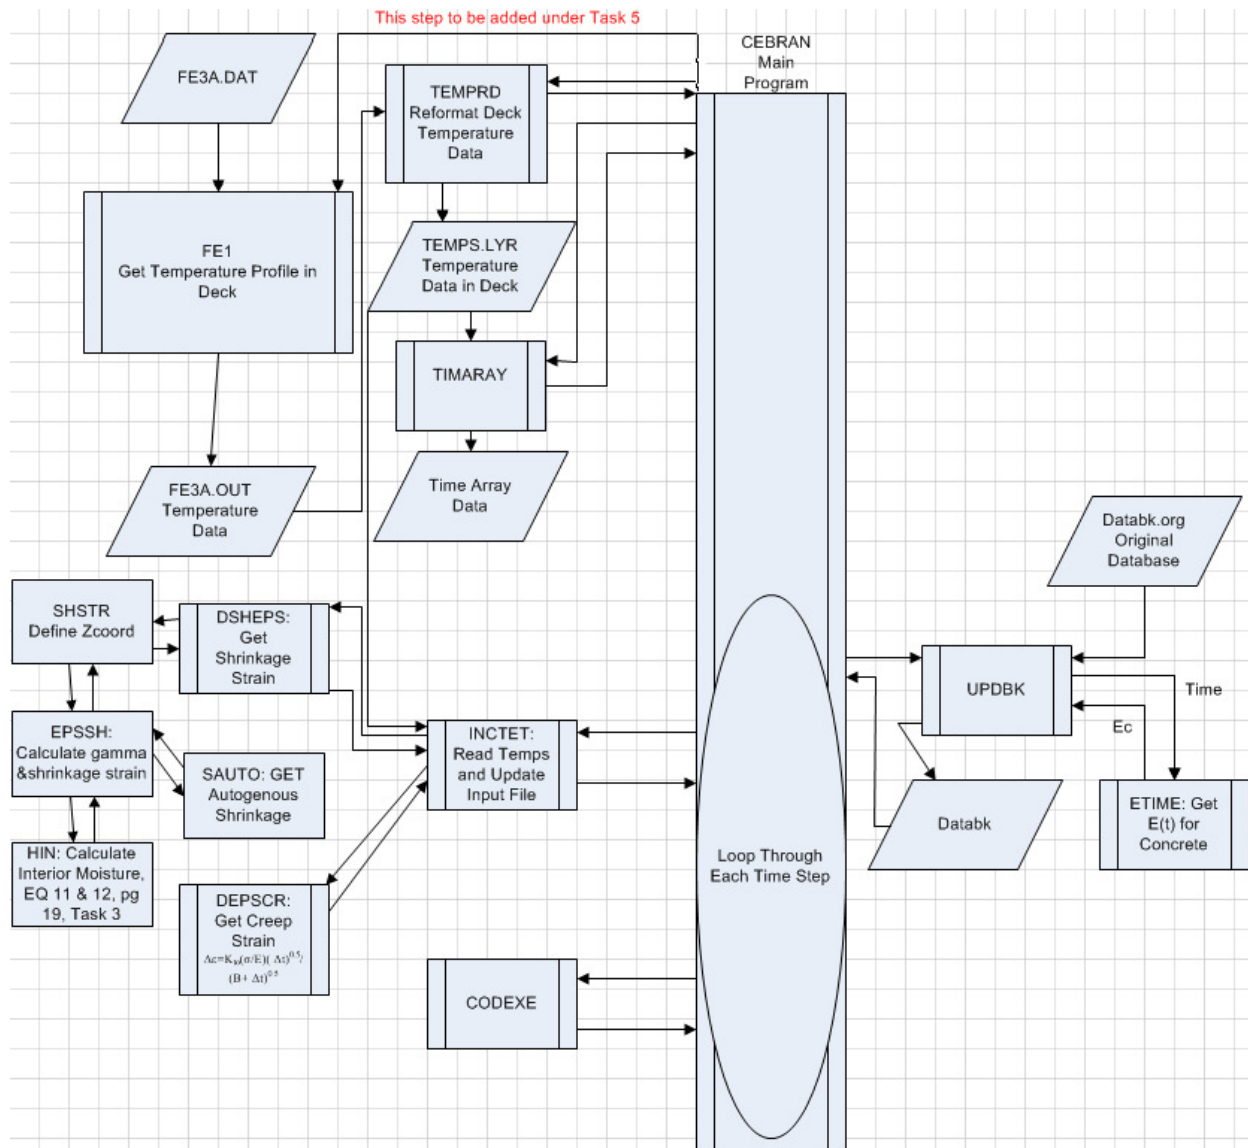 This step to be added under Task 5
CEBRAN
Main
Program
FE3A.DAT
TEMPRD
Reformat Deck
Temperature
Data
FE1
Get Temperature Profile in
Deck
TEMPS.LYR
Temperature
Data in Deck
TIMARAY
FE3A.OUT
Temperature
Data
Time Array
Data
Databk.org
Original
Database
SHSTR
Define Zcoord
DSHEPS:
Get
Shrinkage
Strain
UPDBK
Time
Ec
EPSSH:
Calculate gamma
&shrinkage strain
SAUTO: GET
Autogenous
Shrinkage
INCTET:
Read Temps
and Update
Input File
Databk
ETIME: Get
E(t) for
Concrete
HIN: Calculate
Interior Moisture,
EQ 11 & 12, pg
19, Task 3
Loop Through
Each Time Step
DEPSCR:
Get Creep
Strain
(B+ Δt)^0.5
CODEXE